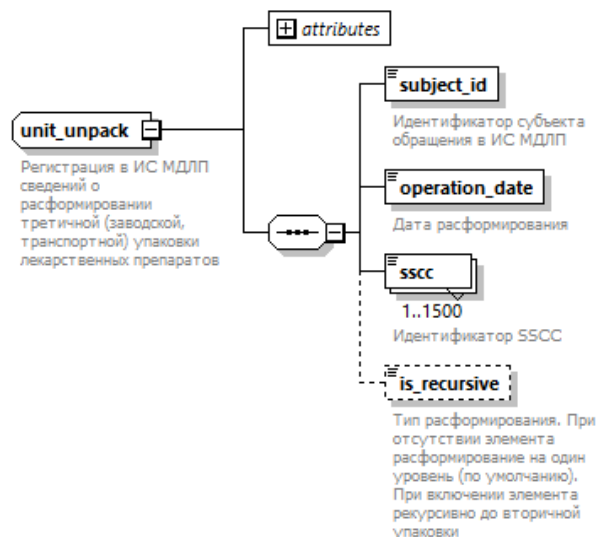 attributes
unit_unpack
Регистрация в ИС МДЛП
сведений о
расформировании
третичной (заводской,
транспортной) упаковки
лекарственных препаратов
subject_id
Идентификатор субъекта
обращения в ИС МДЛП
operation_date
Дата расформирования
sscc
1..1500
Идентификатор SSCC
is_recursive
Тип расформирования. При
отсутствии элемента
расформирование на один
уровень (по умолчанию).
При включении элемента
рекурсивно до вторичной
упаковки